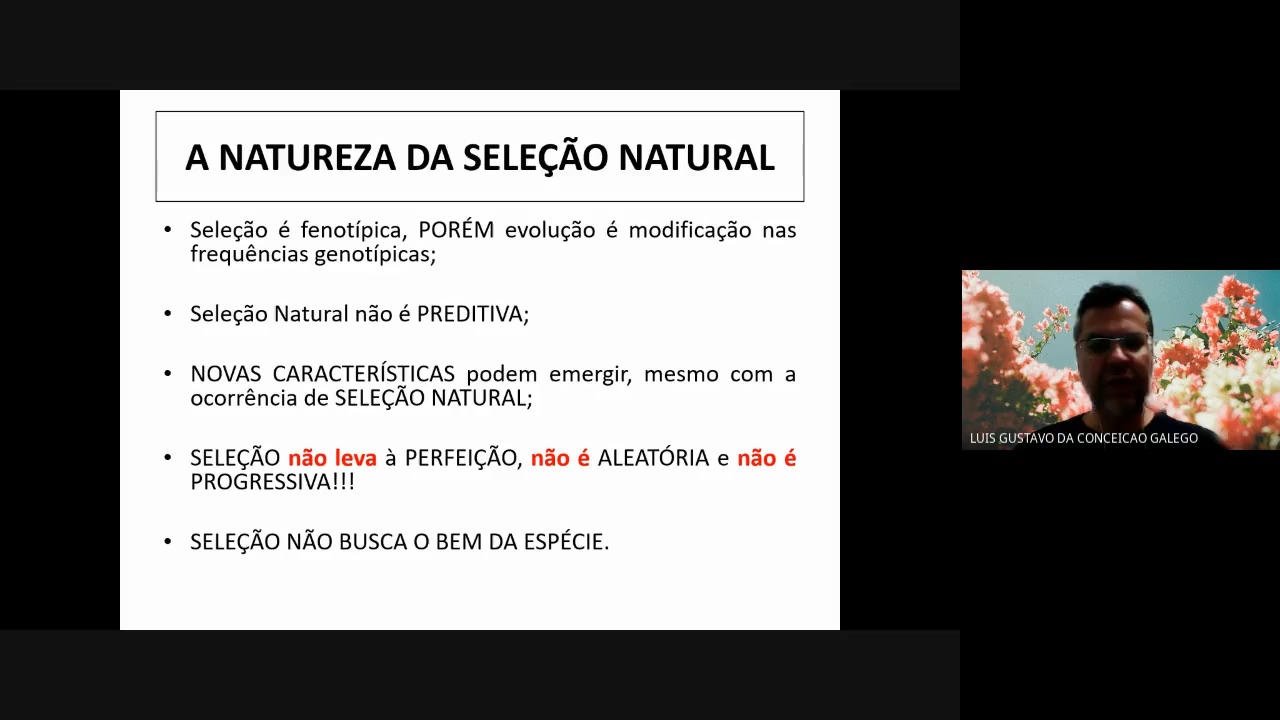 A NATUREZA DA SELEÇÃO NATURAL
• Seleção é fenotípica, PORÉM evolução é modificação nas
frequências genotípicas;
• Seleção Natural não é PREDITIVA;
• NOVAS CARACTERÍSTICAS podem emergir, mesmo com a
ocorrência de SELEÇÃO NATURAL;
• SELEÇÃO não leva à PERFEIÇÃO, não é ALEATÓRIA e não é
PROGRESSIVA!!!
• SELEÇÃO NÃO BUSCA O BEM DA ESPÉCIE.
LUIS GUSTAVO DA CONCEICAO GALEGO